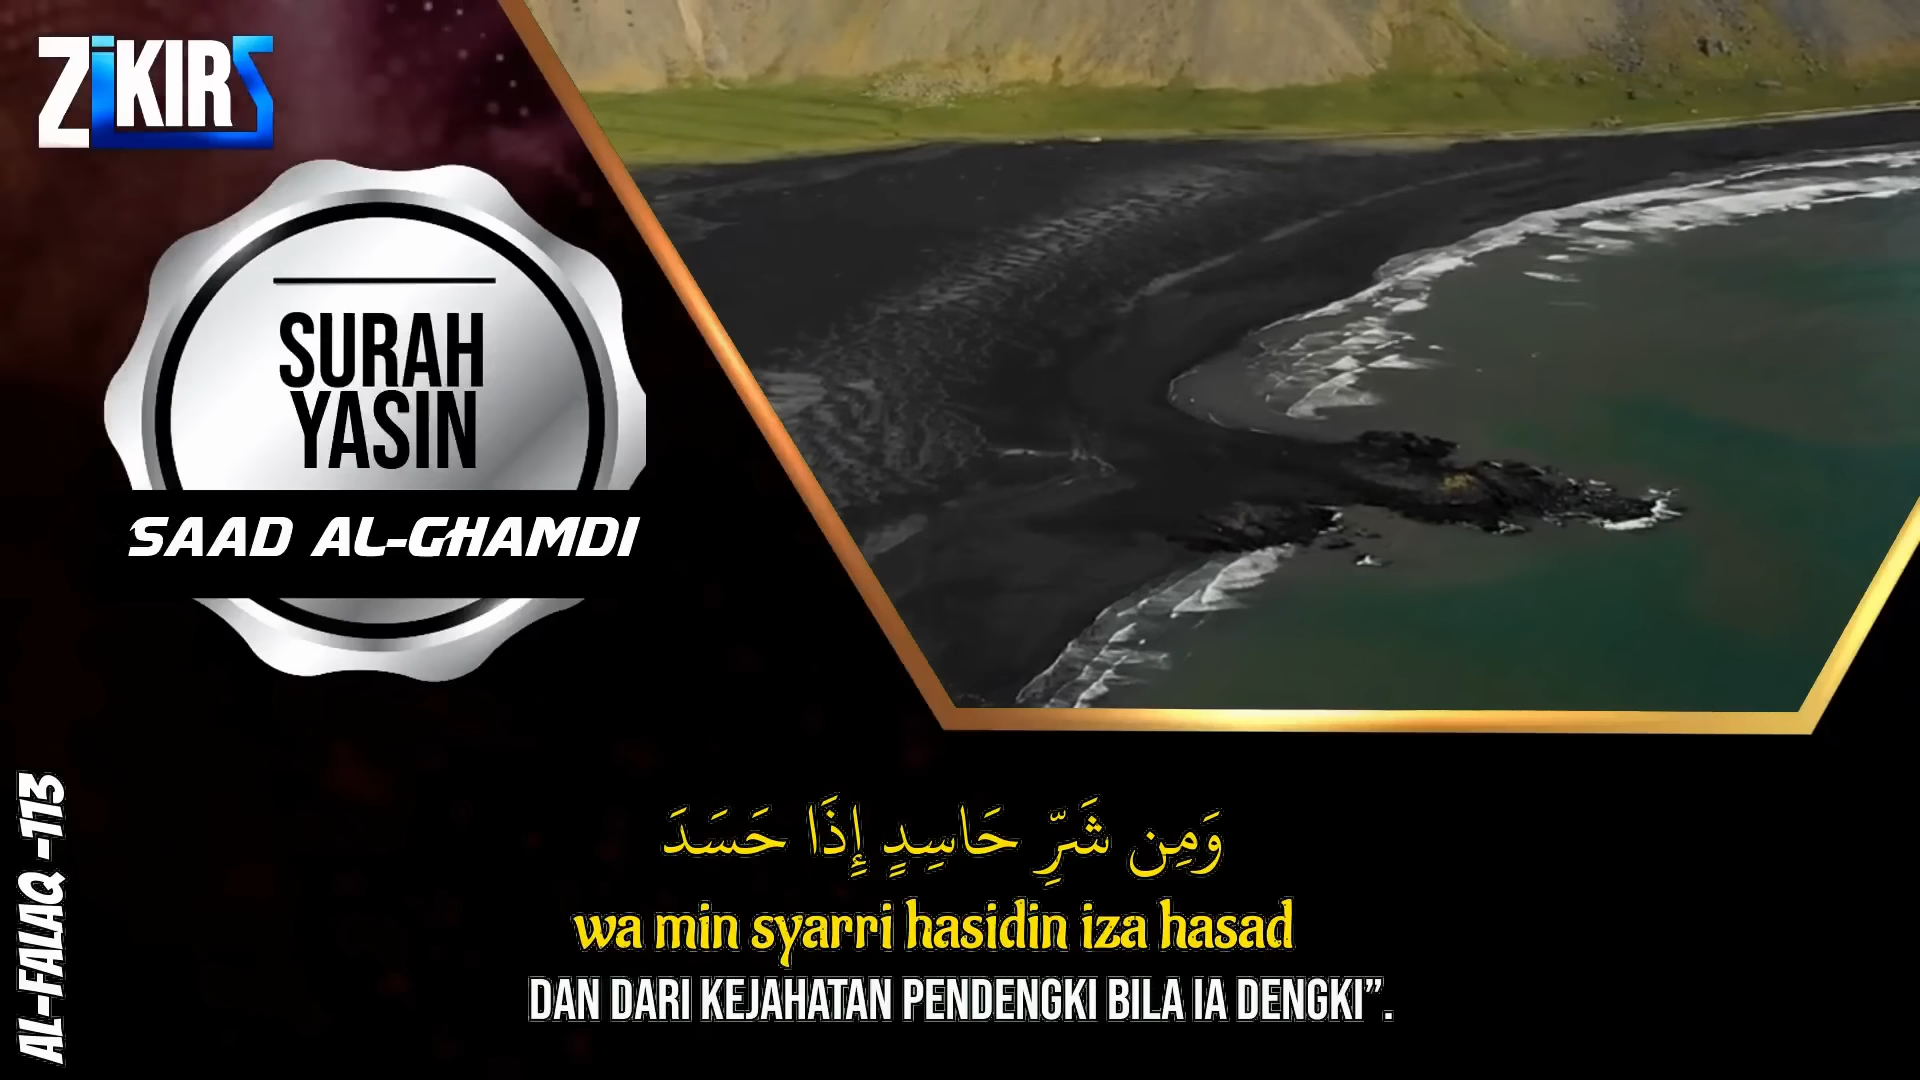 ZiKIRS
SURAH
YASIN
SAAD AL-GHAMDI
AL-FALAQ -113
وَمِن شَرِّ حَاسِدٍ إِذَا حَسَدَ
wa min syarri hasidin iza hasad
DAN DARI KEJAHATAN PENDENGKI BILA IA DENGKI”.